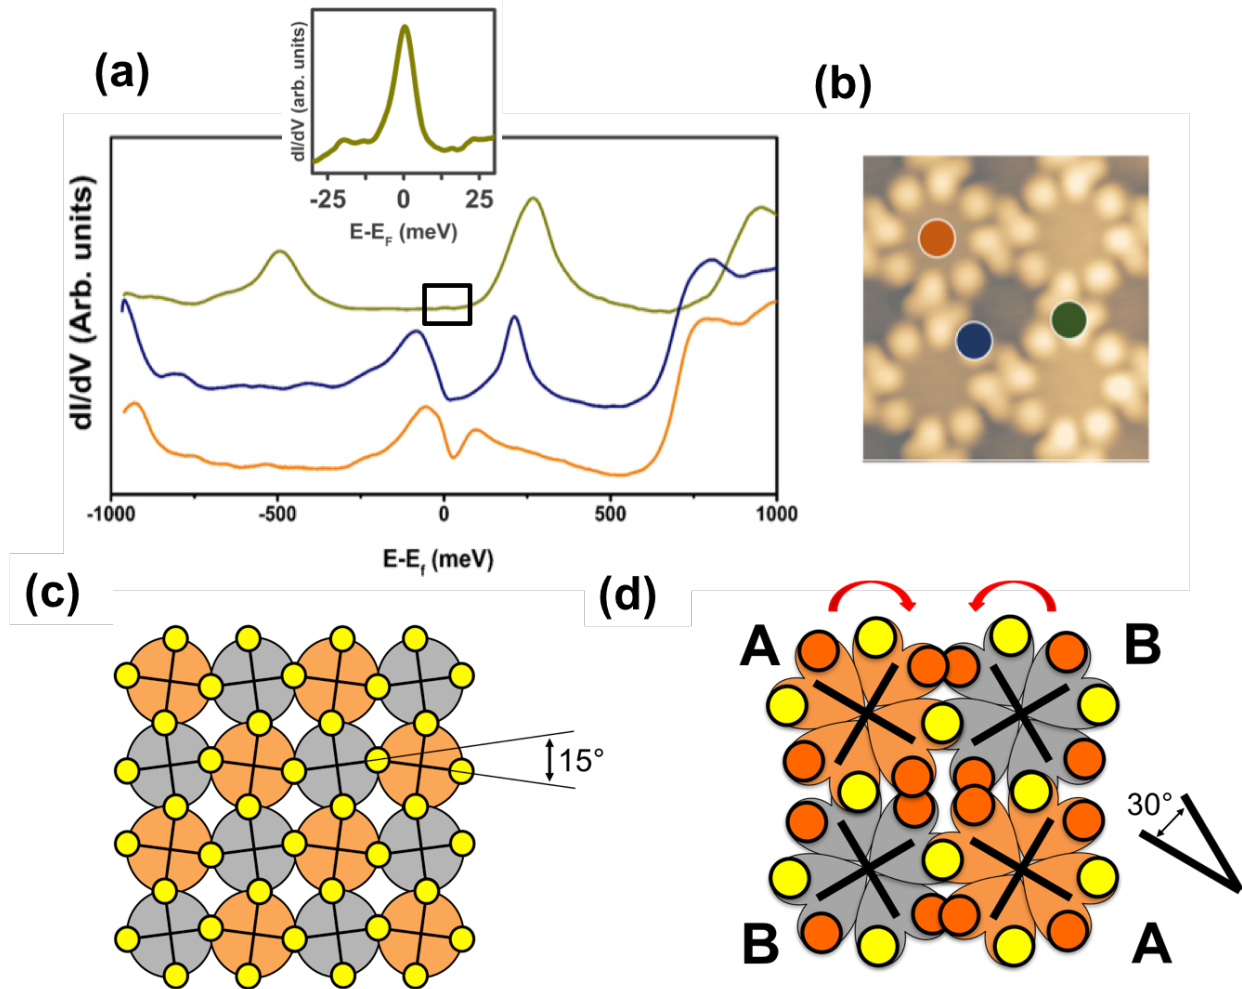 (a)
dI/dV (arb. units)
-25
0
25
E-E_F (meV)
dI/dV (Arb. units)
-1000
-500
0
500
1000
E-E_f (meV)
(b)
(c)
15°
(d)
A
B
30°
B
A